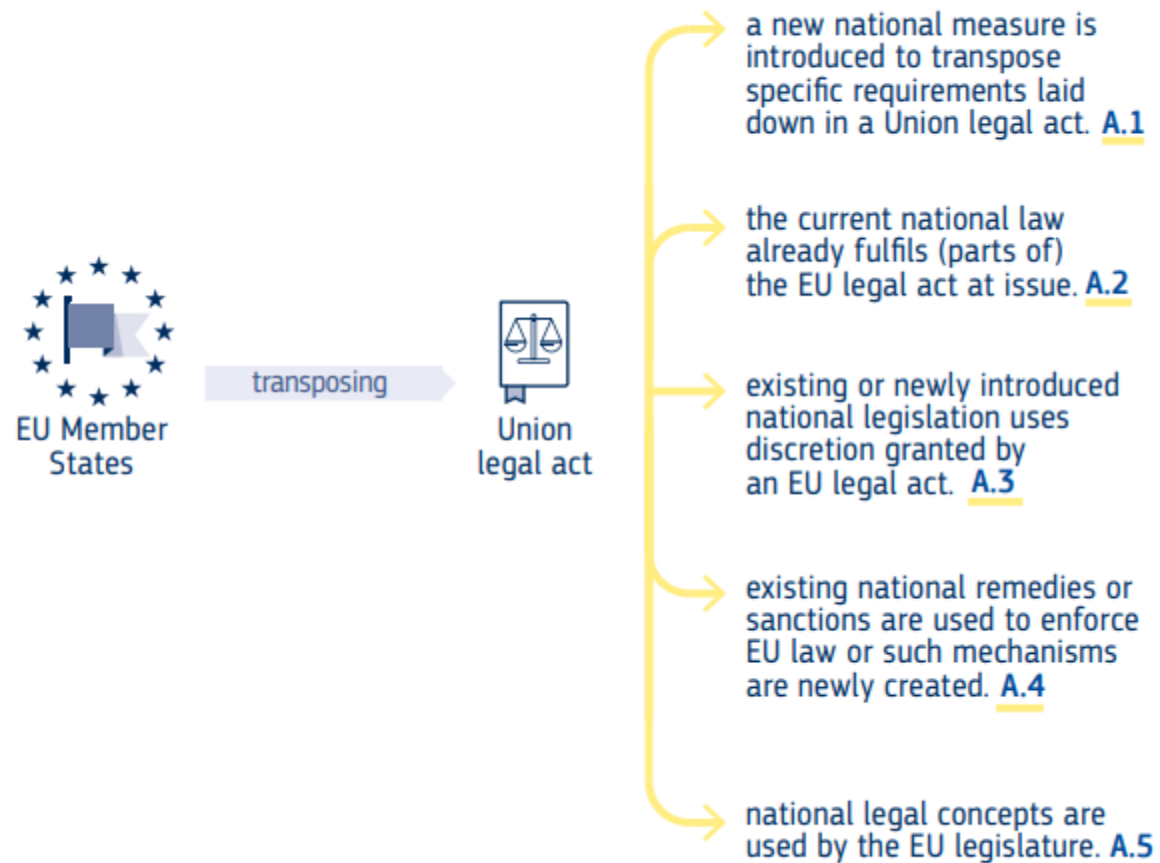 EU Member
States
transposing
Union
legal act
a new national measure is
introduced to transpose
specific requirements laid
down in a Union legal act. A.1
the current national law
already fulfils (parts of)
the EU legal act at issue. A.2
existing or newly introduced
national legislation uses
discretion granted by
an EU legal act. A.3
existing national remedies or
sanctions are used to enforce
EU law or such mechanisms
are newly created. A.4
national legal concepts are
used by the EU legislature. A.5